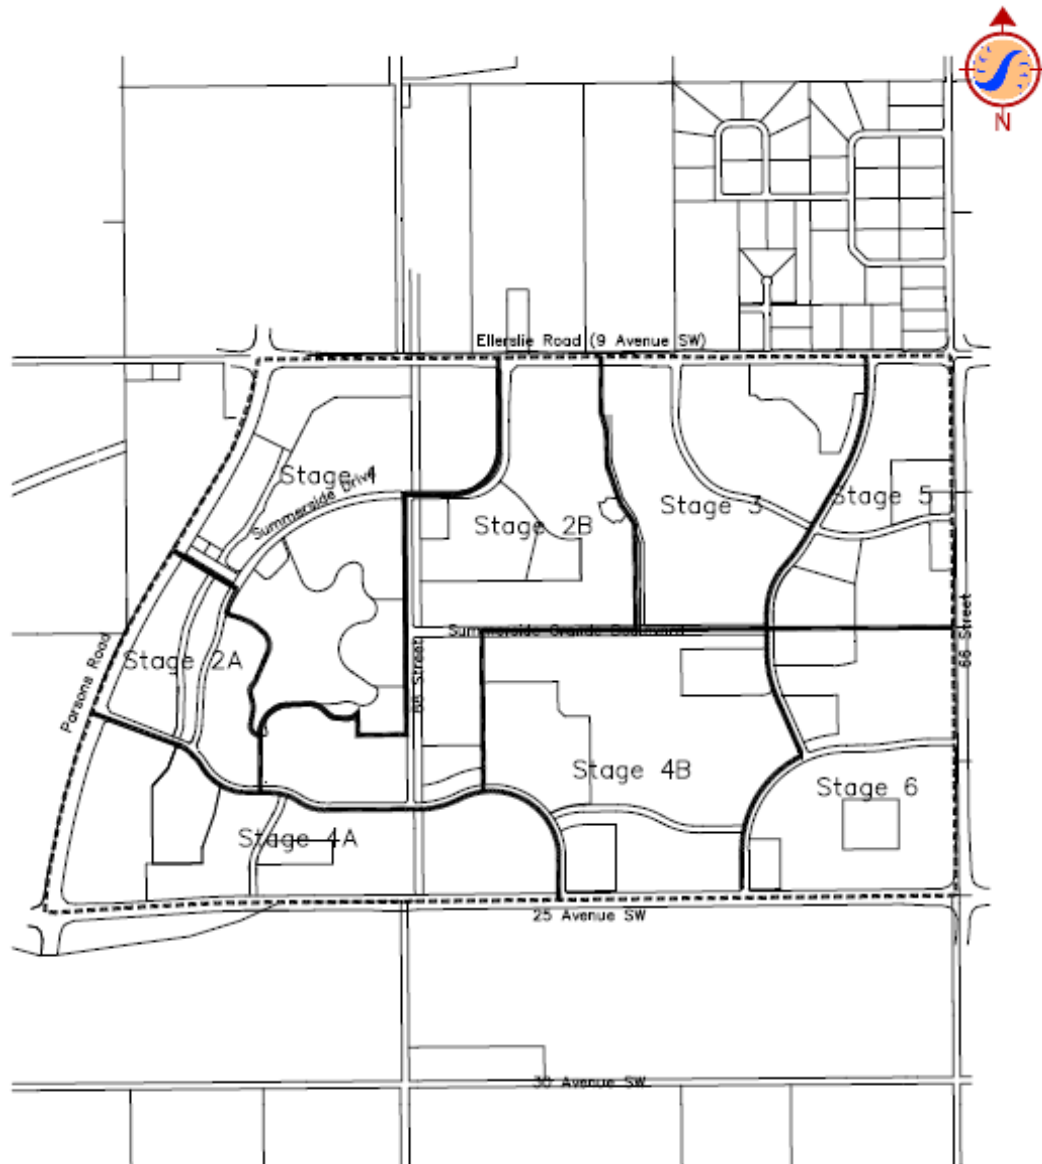 N
Ellerslie Road (9 Avenue SW)
Stage 1
Summerside Drive
Stage 5
Stage 3
Stage 2B
Summerside Grande Boulevard
66 Street
Stage 2A
Parsons Road
Street
Stage 4B
Stage 6
Stage 4A
25 Avenue SW
30 Avenue SW